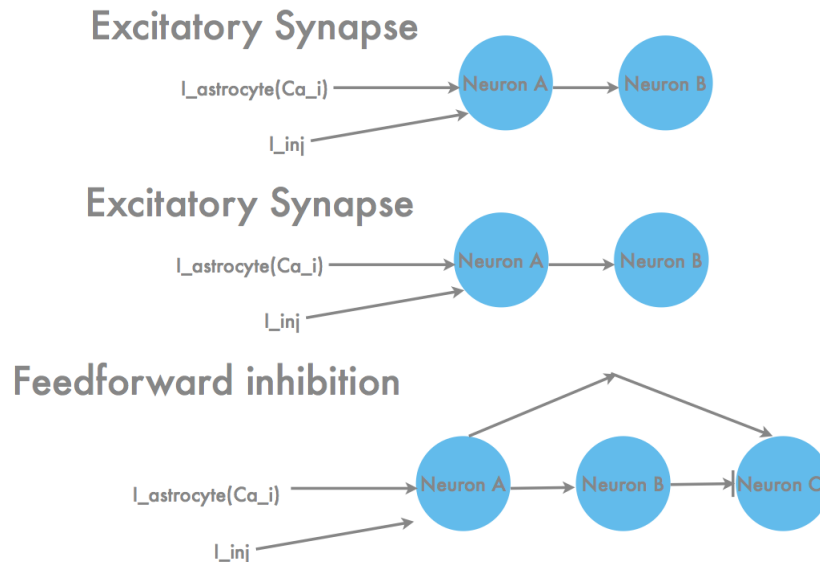 Excitatory Synapse
I_astrocyte(Ca_i)
Neuron A
Neuron B
I_inj
Excitatory Synapse
I_astrocyte(Ca_i)
Neuron A
Neuron B
I_inj
Feedforward inhibition
I_astrocyte(Ca_i)
Neuron A
Neuron B
Neuron C
I_inj